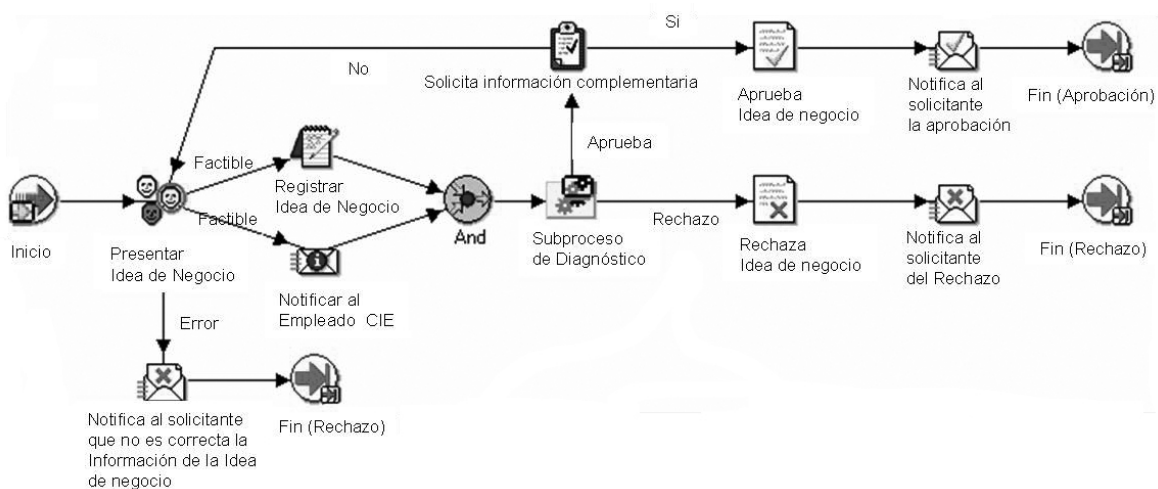 Si
No
Solicita información complementaria
Aprueba
Idea de negocio
Notifica al
solicitante
la aprobación
Fin (Aprobación)
Aprueba
Factible
Registrar
Idea de Negocio
Factible
And
Rechazo
Inicio
Presentar
Idea de Negocio
Subproceso
de Diagnóstico
Rechaza
Idea de negocio
Notifica al
solicitante
del Rechazo
Fin (Rechazo)
Notificar al
Empleado CIE
Error
Notifica al solicitante
que no es correcta la
Información de la Idea
de negocio
Fin (Rechazo)